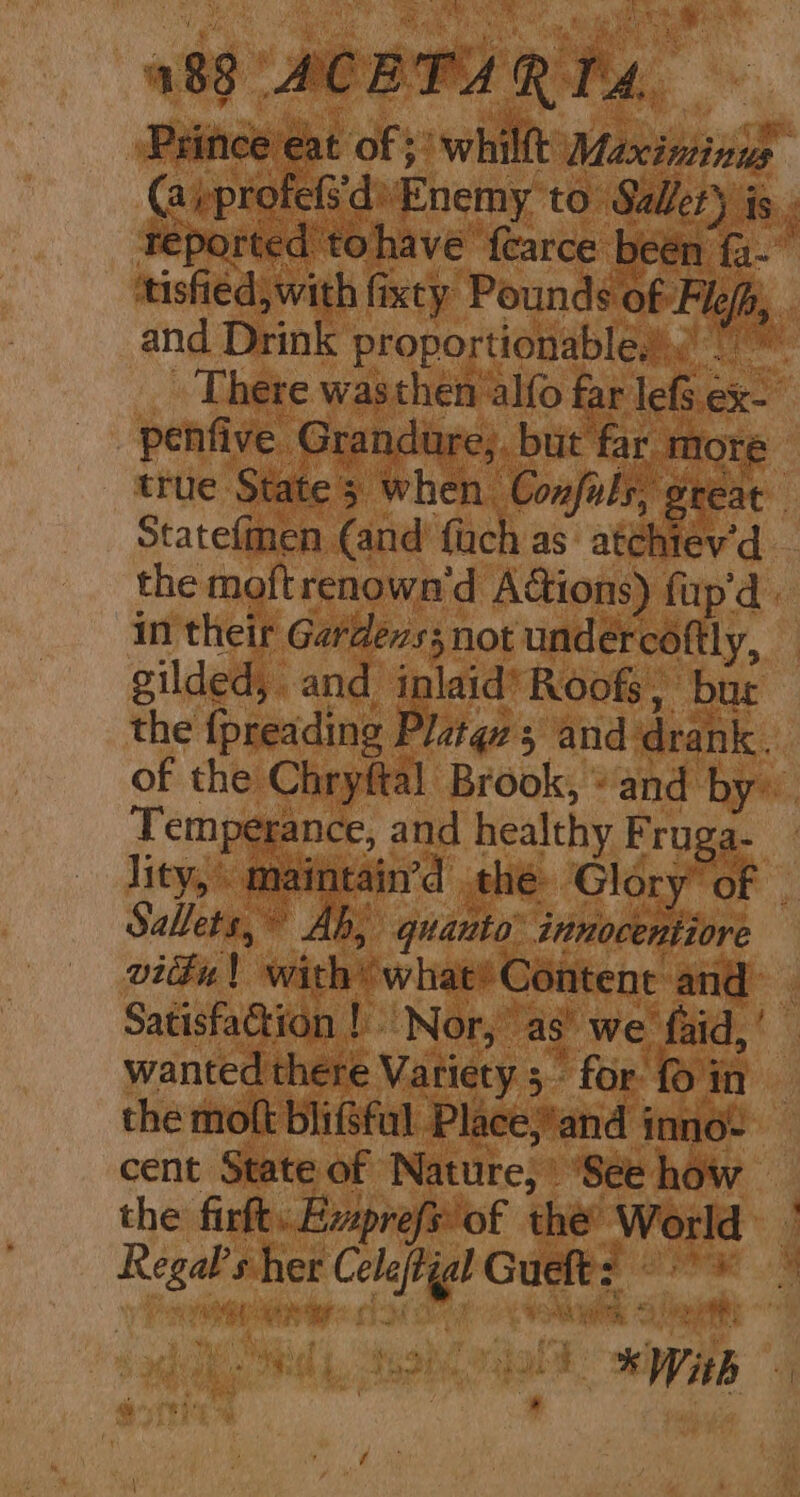 188 ACETARIA.
Prince eat of; whilſt Maximinus
(a profeſs'd Enemy to Sallet) is
reported to have ſcarce been ſa-
tisfied, with ſixty Pounds of Fleſh,
and Drink proportionable.
There was then alſo far leſs ex-
penſive Grandure, but far more
true State; when Conſuls, great
Stateſmen (and ſuch as atchiev'd
the moſt renown'd Actions) ſup'd
in their Gardens; not under coſtly,
gilded, and inlaid Roofs, but
the ſpreading Platan; and drank
of the Chryſtal Brook, and by
Temperance, and healthy Fruga-
lity, maintain'd the Glory of
Sallets, Ah, quanto innocentiore
victu! with what Content and
Satisfaction! Nor, as we ſaid,
wanted there Variety; for ſo in
the moſt bliſsful Place, and inno-
cent State of Nature, See how
the firſt Empreſs of the World
Regal's her Celeſtial Gueſt:
*With